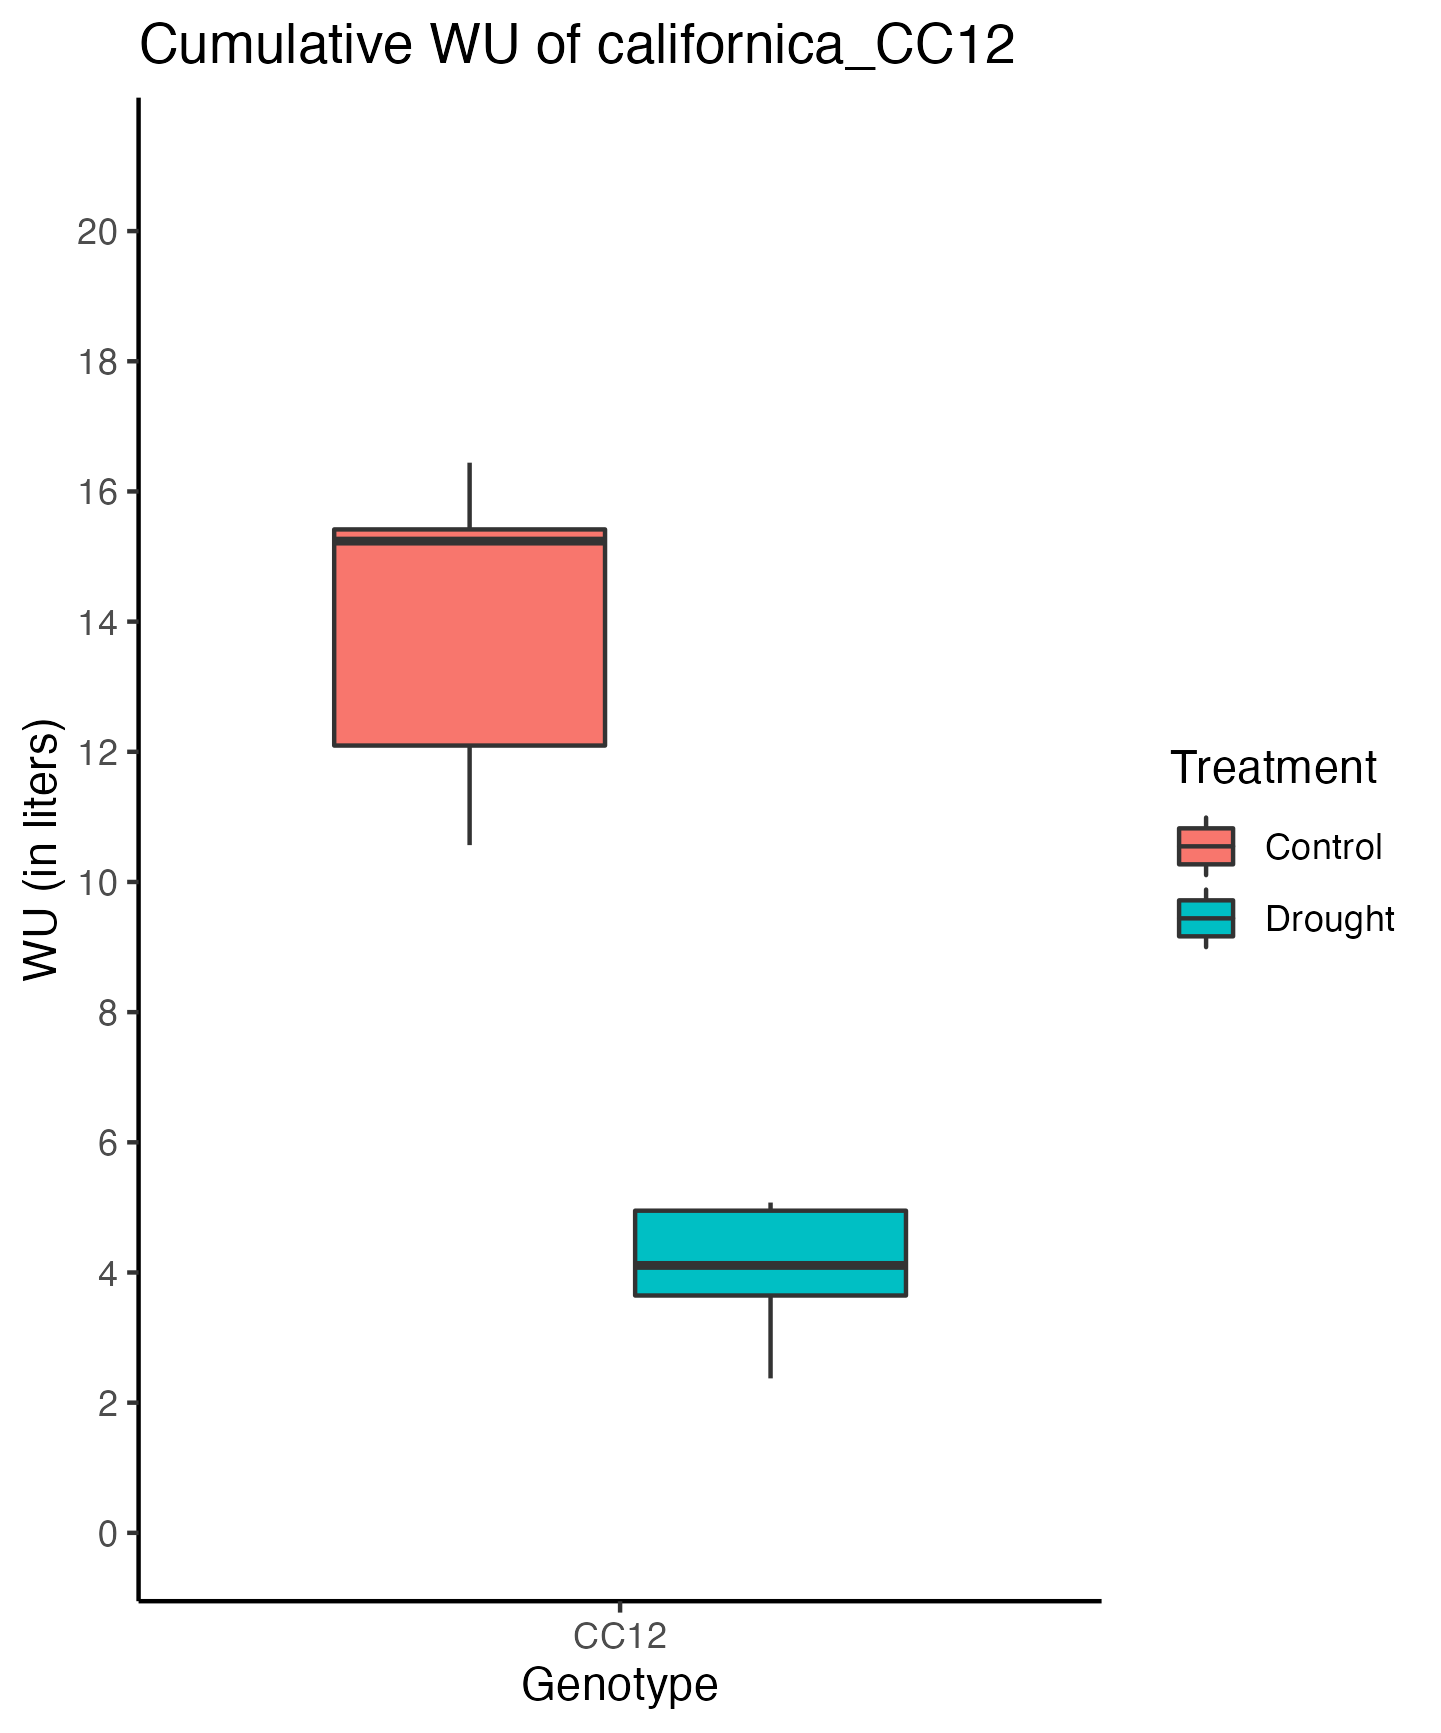 Cumulative WU of californica_CC12
WU (in liters)
20
18
16
14
12
10
8
6
4
2
0
CC12
Genotype
Treatment
Control
Drought